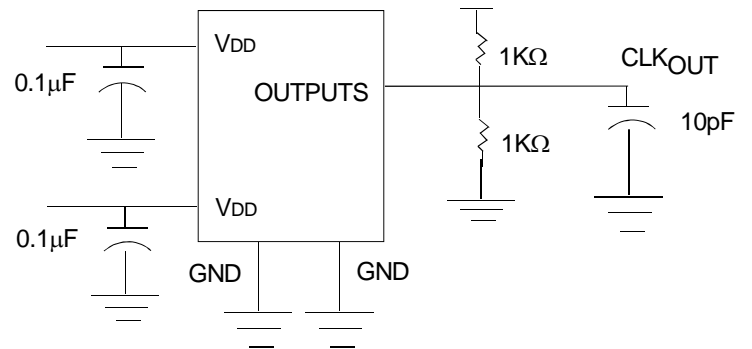 VDD
0.1μF
OUTPUTS
1KΩ
CLKOUT
10pF
1KΩ
VDD
0.1μF
GND
GND